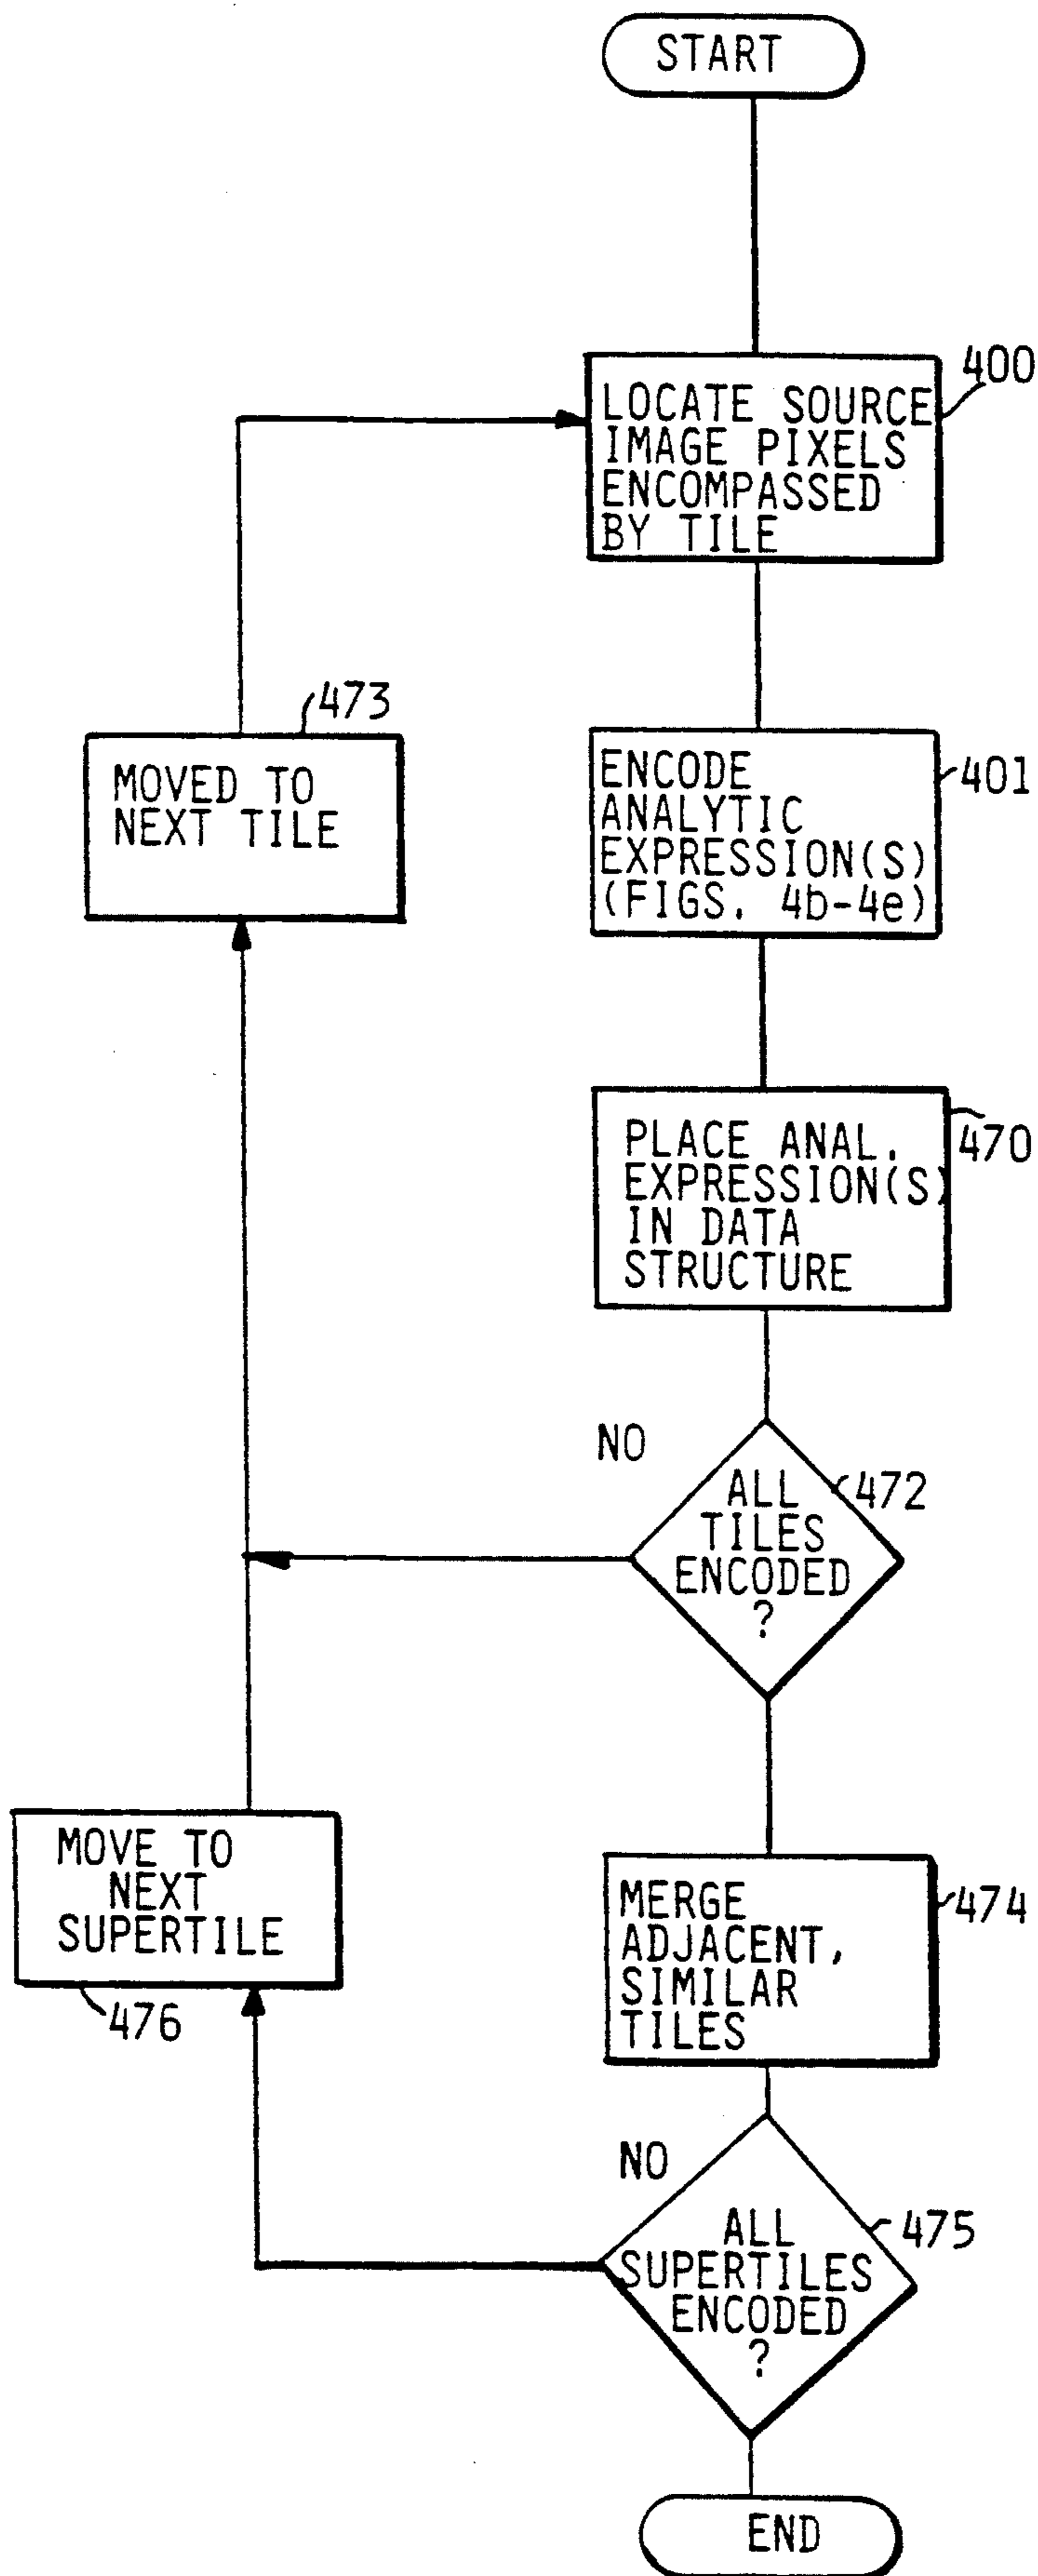 START
400
LOCATE SOURCE
IMAGE PIXELS
ENCOMPASSED
BY TILE
473
MOVED TO
NEXT TILE
401
ENCODE
ANALYTIC
EXPRESSION(S)
(FIGS. 4b-4e)
470
PLACE ANAL.
EXPRESSION(S)
IN DATA
STRUCTURE
NO
472
ALL
TILES
ENCODED
?
MOVE TO
NEXT
SUPERTILE
476
474
MERGE
ADJACENT,
SIMILAR
TILES
NO
475
ALL
SUPERTILES
ENCODED
?
END